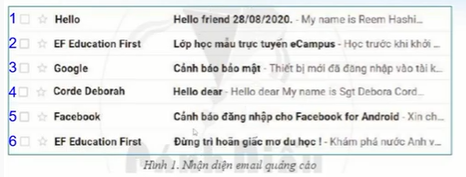 1 Hello Hello friend 28/08/2020. - My name is Reem Hashi...
2 EF Education First Lớp học mẫu trực tuyến eCampus - Học trước khi khởi ...
3 Google Cảnh báo bảo mật - Thiết bị mới đã đăng nhập vào tài k...
4 Corde Deborah Hello dear - Hello dear My name is Sgt Debora Cord...
5 Facebook Cảnh báo đăng nhập cho Facebook for Android - Xin ch...
6 EF Education First Đừng trì hoãn giấc mơ du học ! - Khám phá nước Anh v...
Hình 1. Nhận diện email quảng cáo